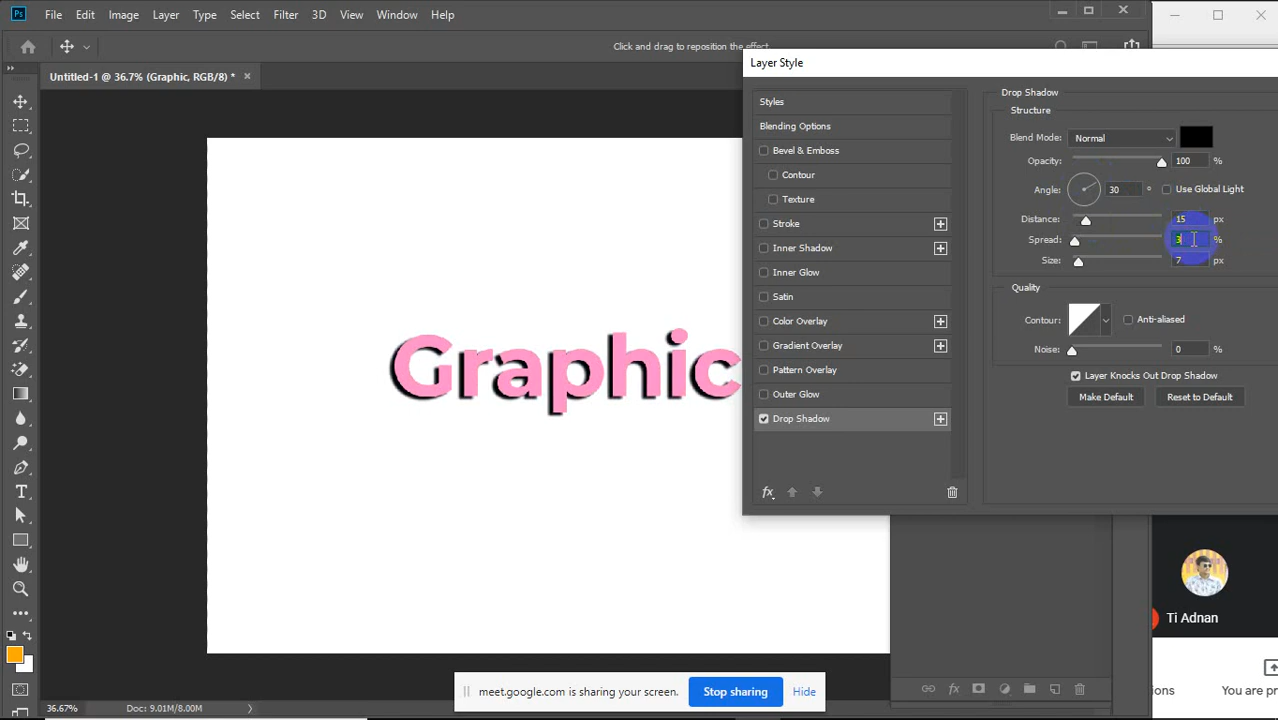 Ps File Edit Image Layer Type Select Filter 3D View Window Help
Click and drag to reposition the effect.
Untitled-1 @ 36.7% (Graphic, RGB/8) *
Layer Style
Styles
Blending Options
Bevel & Emboss
Contour
Texture
Stroke
Inner Shadow
Inner Glow
Satin
Color Overlay
Gradient Overlay
Pattern Overlay
Outer Glow
Drop Shadow
fx
Drop Shadow
Structure
Blend Mode: Normal
Opacity: 100 %
Angle: 30 ° Use Global Light
Distance: 15 px
Spread: 3 %
Size: 7 px
Quality
Contour: Anti-aliased
Noise: 0 %
Layer Knocks Out Drop Shadow
Make Default Reset to Default
Graphic
Ti Adnan
meet.google.com is sharing your screen. Stop sharing Hide
fx
You are pr
36.67% Doc: 9.01M/8.00M